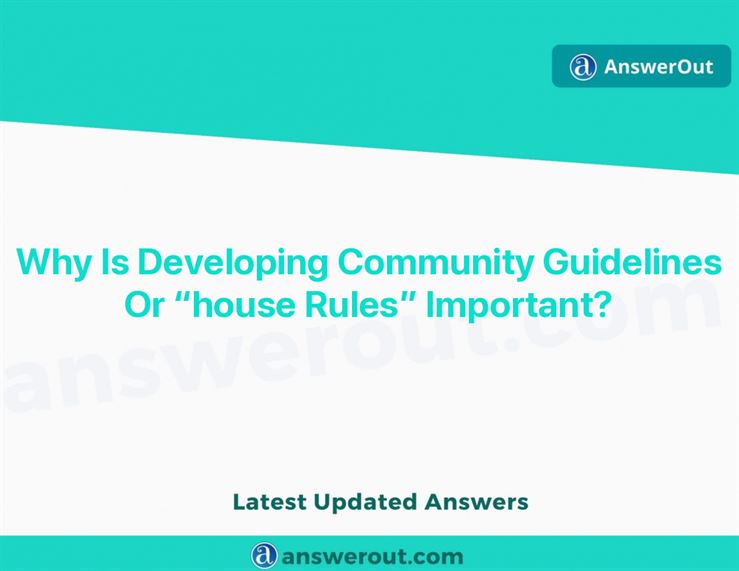 AnswerOut
Why Is Developing Community Guidelines
Or “house Rules” Important?
answerout.com
Latest Updated Answers
answerout.com